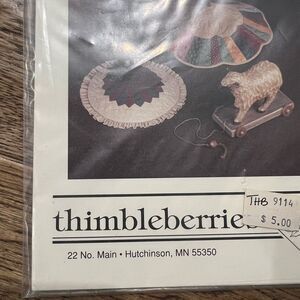 THB 9114
$ 5.00
thimbleberries
22 No. Main • Hutchinson, MN 55350